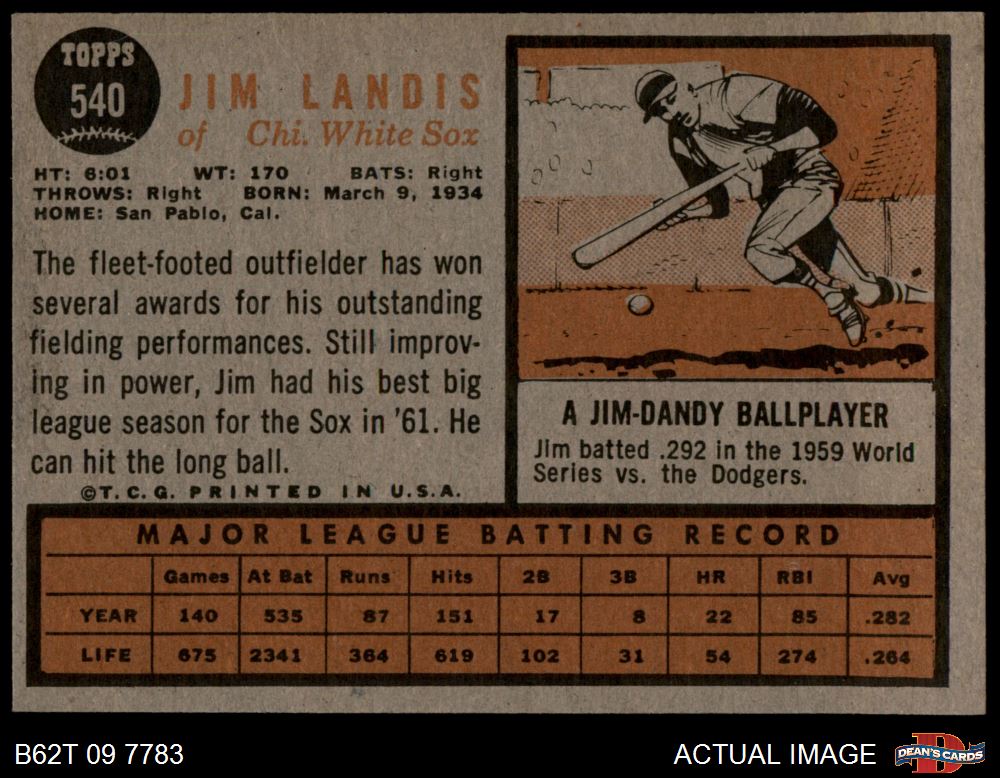 TOPPS
540
JIM LANDIS
of Chi. White Sox
HT: 6:01 WT: 170 BATS: Right
THROWS: Right BORN: March 9, 1934
HOME: San Pablo, Cal.
The fleet-footed outfielder has won
several awards for his outstanding
fielding performances. Still improv-
ing in power, Jim had his best big
league season for the Sox in '61. He
can hit the long ball.
©T.C.G. PRINTED IN U.S.A.
A JIM-DANDY BALLPLAYER
Jim batted .292 in the 1959 World
Series vs. the Dodgers.
MAJOR LEAGUE BATTING RECORD
Games At Bat Runs Hits 2B 3B HR RBI Avg
YEAR 140 535 87 151 17 8 22 85 .282
LIFE 675 2341 364 619 102 31 54 274 .264
B62T 09 7783
ACTUAL IMAGE
DEAN'S CARDS